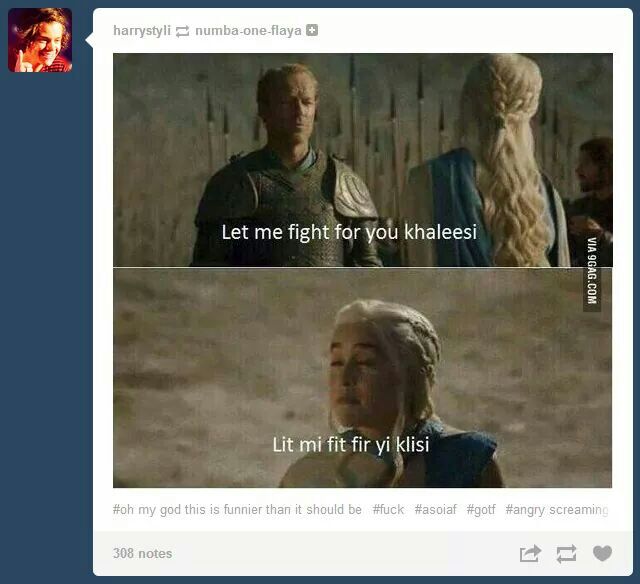 harrystyli numba-one-flaya
Let me fight for you khaleesi
VIA 9GAG.COM
Lit mi fit fir yi klisi
#oh my god this is funnier than it should be #fuck #asoiaf #gotf #angry screaming
308 notes